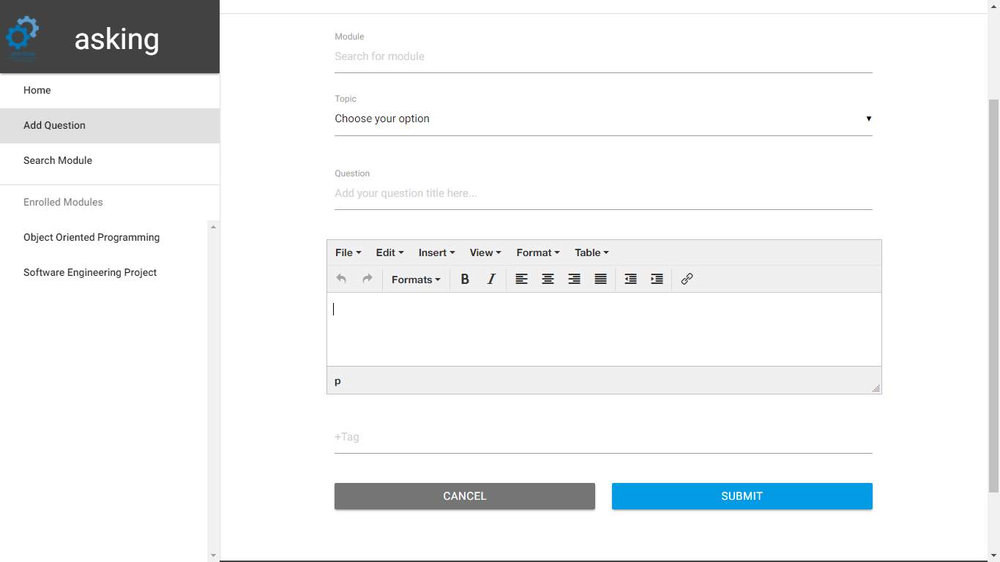 asking
Home
Add Question
Search Module
Enrolled Modules
Object Oriented Programming
Software Engineering Project
Module
Search for module
Topic
Choose your option
Question
Add your question title here...
File Edit Insert View Format Table
Formats B I
p
+Tag
CANCEL SUBMIT